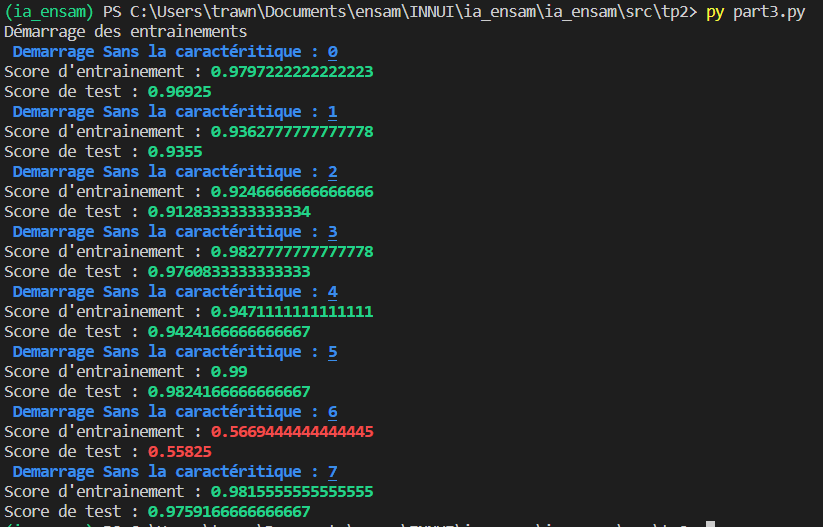 (ia_ensam) PS C:\Users\trawn\Documents\ensam\INNUI\ia_ensam\ia_ensam\src\tp2> py part3.py
Démarrage des entrainements
Demarrage Sans la caractéritique : 0
Score d'entrainement : 0.9797222222222223
Score de test : 0.96925
Demarrage Sans la caractéritique : 1
Score d'entrainement : 0.9362777777777778
Score de test : 0.9355
Demarrage Sans la caractéritique : 2
Score d'entrainement : 0.9246666666666666
Score de test : 0.9128333333333334
Demarrage Sans la caractéritique : 3
Score d'entrainement : 0.9827777777777778
Score de test : 0.9760833333333333
Demarrage Sans la caractéritique : 4
Score d'entrainement : 0.9471111111111111
Score de test : 0.9424166666666667
Demarrage Sans la caractéritique : 5
Score d'entrainement : 0.99
Score de test : 0.9824166666666667
Demarrage Sans la caractéritique : 6
Score d'entrainement : 0.5669444444444445
Score de test : 0.55825
Demarrage Sans la caractéritique : 7
Score d'entrainement : 0.9815555555555555
Score de test : 0.9759166666666667